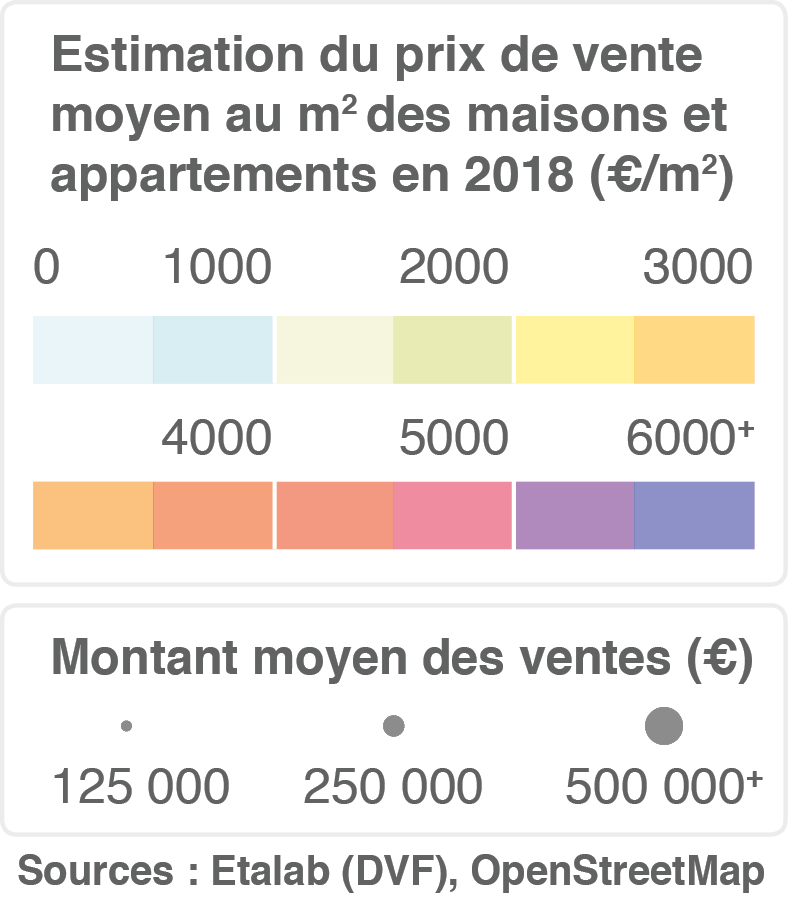 Estimation du prix de vente
moyen au m² des maisons et
appartements en 2018 (€/m²)
0 1000 2000 3000
4000 5000 6000⁺
Montant moyen des ventes (€)
125 000 250 000 500 000⁺
Sources : Etalab (DVF), OpenStreetMap